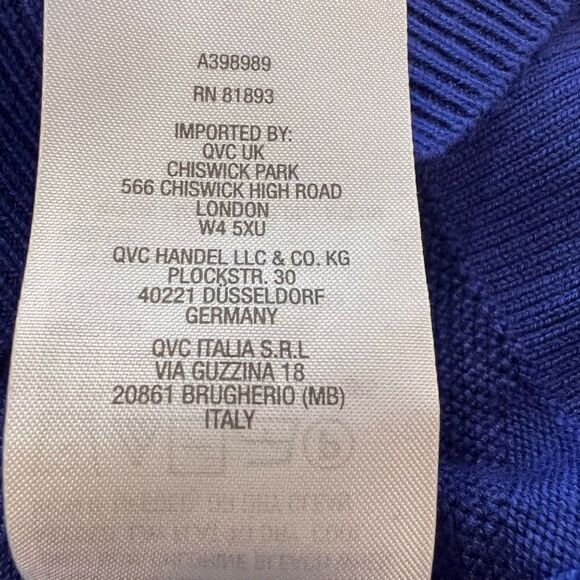 A398989
RN 81893
IMPORTED BY:
QVC UK
CHISWICK PARK
566 CHISWICK HIGH ROAD
LONDON
W4 5XU
QVC HANDEL LLC & CO. KG
PLOCKSTR. 30
40221 DÜSSELDORF
GERMANY
QVC ITALIA S.R.L
VIA GUZZINA 18
20861 BRUGHERIO (MB)
ITALY